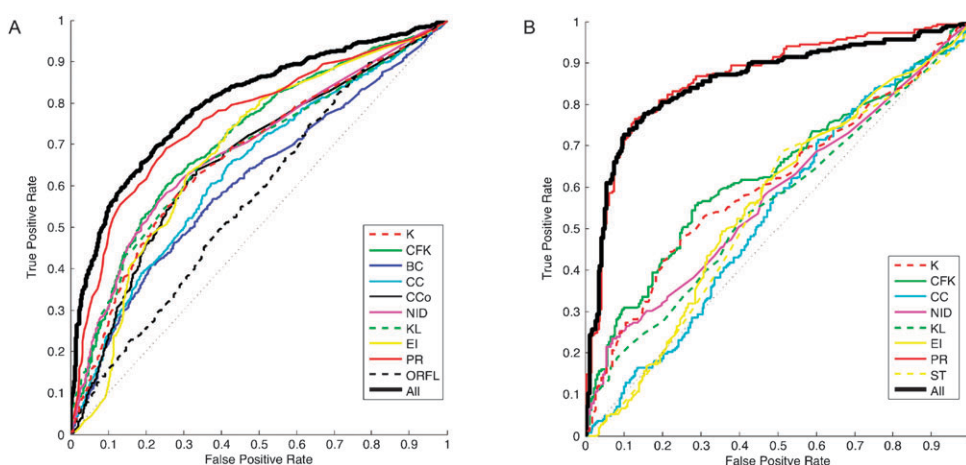 A
True Positive Rate
1
0.9
0.8
0.7
0.6
0.5
0.4
0.3
0.2
0.1
0
0
0.1
0.2
0.3
0.4
0.5
0.6
0.7
0.8
0.9
1
False Positive Rate
K
CFK
BC
CC
CCo
NID
KL
EI
PR
ORFL
All
B
True Positive Rate
1
0.9
0.8
0.7
0.6
0.5
0.4
0.3
0.2
0.1
0
0
0.1
0.2
0.3
0.4
0.5
0.6
0.7
0.8
0.9
False Positive Rate
K
CFK
CC
NID
KL
EI
PR
ST
All